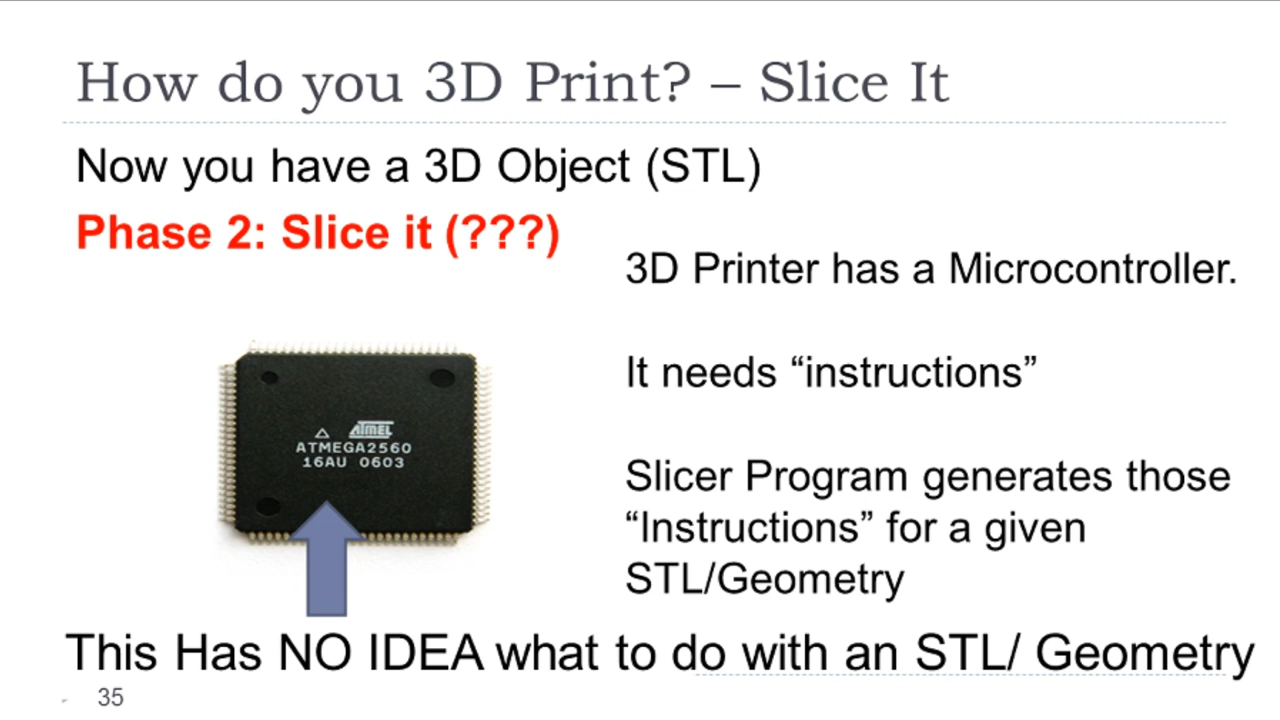 How do you 3D Print? – Slice It
Now you have a 3D Object (STL)
Phase 2: Slice it (???)
3D Printer has a Microcontroller.
It needs “instructions”
Slicer Program generates those
“Instructions” for a given
STL/Geometry
ATMEL
ATMEGA2560
16AU 0603
This Has NO IDEA what to do with an STL/ Geometry
35